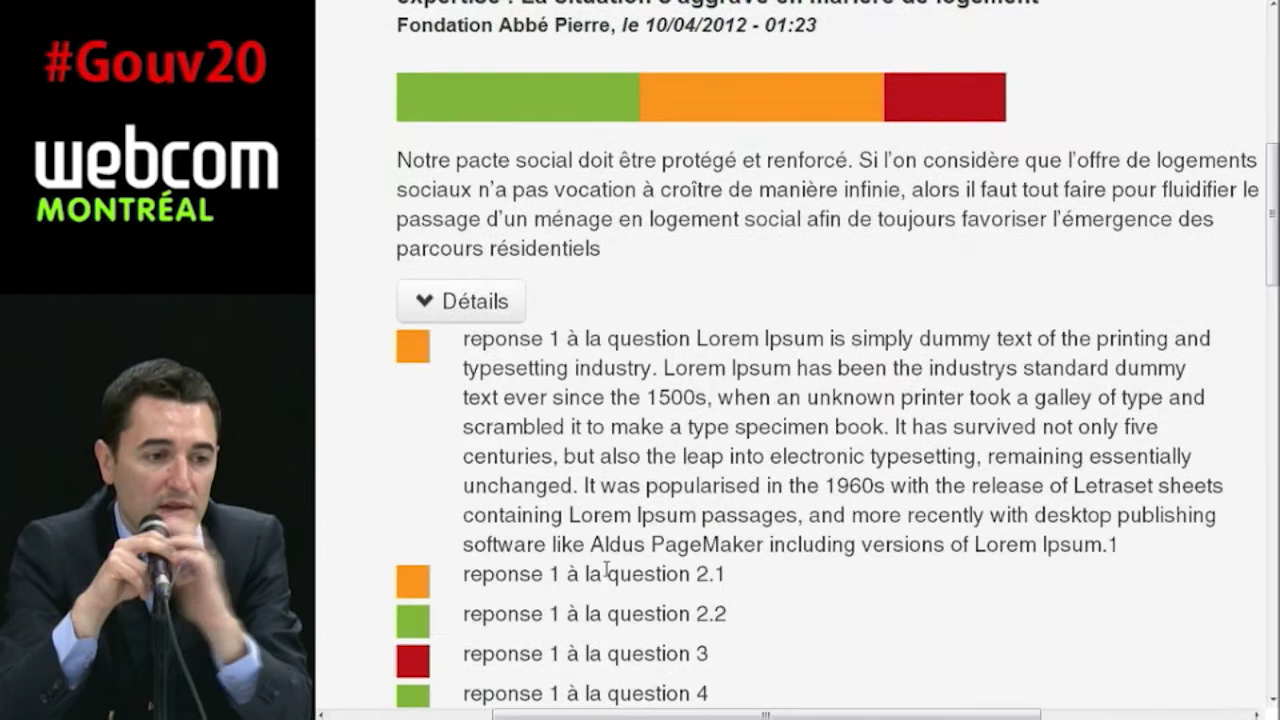 #Gouv20
webcom
MONTRÉAL
expertise : La situation s'aggrave en matière de logement
Fondation Abbé Pierre, le 10/04/2012 - 01:23
Notre pacte social doit être protégé et renforcé. Si l'on considère que l'offre de logements
sociaux n'a pas vocation à croître de manière infinie, alors il faut tout faire pour fluidifier le
passage d'un ménage en logement social afin de toujours favoriser l'émergence des
parcours résidentiels
Détails
reponse 1 à la question Lorem Ipsum is simply dummy text of the printing and
typesetting industry. Lorem Ipsum has been the industrys standard dummy
text ever since the 1500s, when an unknown printer took a galley of type and
scrambled it to make a type specimen book. It has survived not only five
centuries, but also the leap into electronic typesetting, remaining essentially
unchanged. It was popularised in the 1960s with the release of Letraset sheets
containing Lorem Ipsum passages, and more recently with desktop publishing
software like Aldus PageMaker including versions of Lorem Ipsum.1
reponse 1 à la question 2.1
reponse 1 à la question 2.2
reponse 1 à la question 3
reponse 1 à la question 4